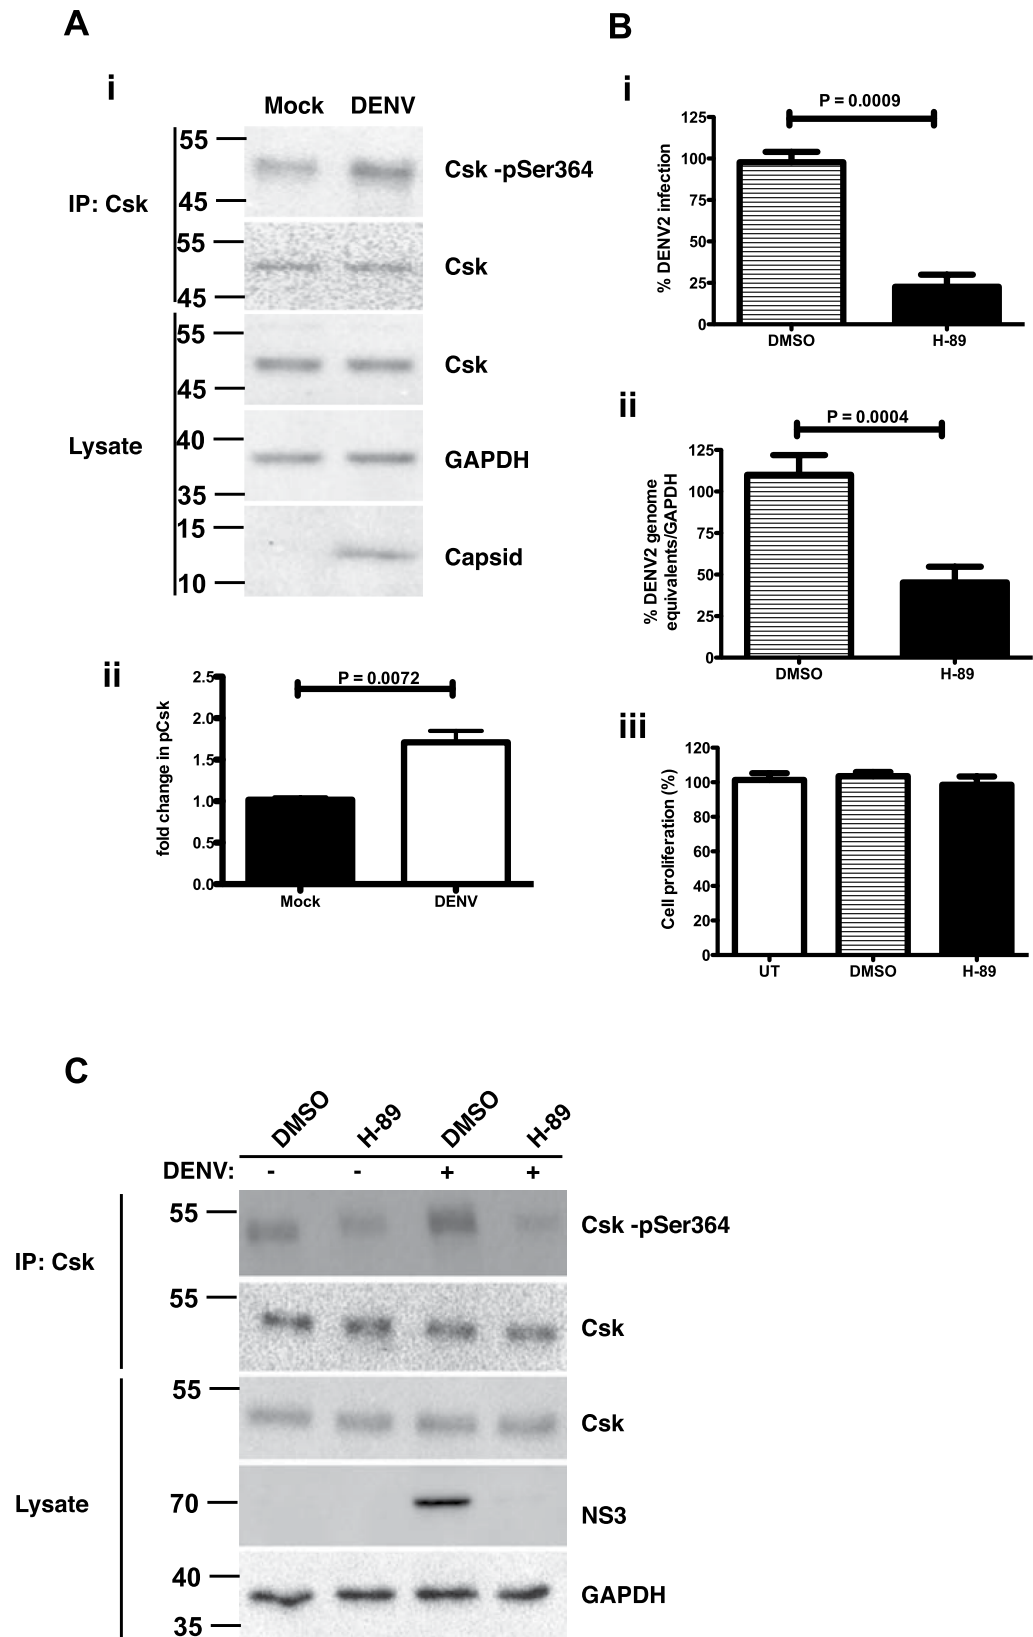 A
i
Mock DENV
IP: Csk
55
45
Csk -pSer364
55
45
Csk
Lysate
55
45
Csk
40
35
GAPDH
15
10
Capsid
ii
P = 0.0072
fold change in pCsk
2.5
2.0
1.5
1.0
0.5
0.0
Mock DENV
B
i
P = 0.0009
% DENV2 infection
125
100
75
50
25
0
DMSO H-89
ii
P = 0.0004
% DENV2 genome
equivalents/GAPDH
125
100
75
50
25
0
DMSO H-89
iii
Cell proliferation (%)
120
100
80
60
40
20
0
UT DMSO H-89
C
DMSO H-89 DMSO H-89
DENV: - - + +
IP: Csk
55
Csk -pSer364
55
Csk
Lysate
55
Csk
70
NS3
40
35
GAPDH